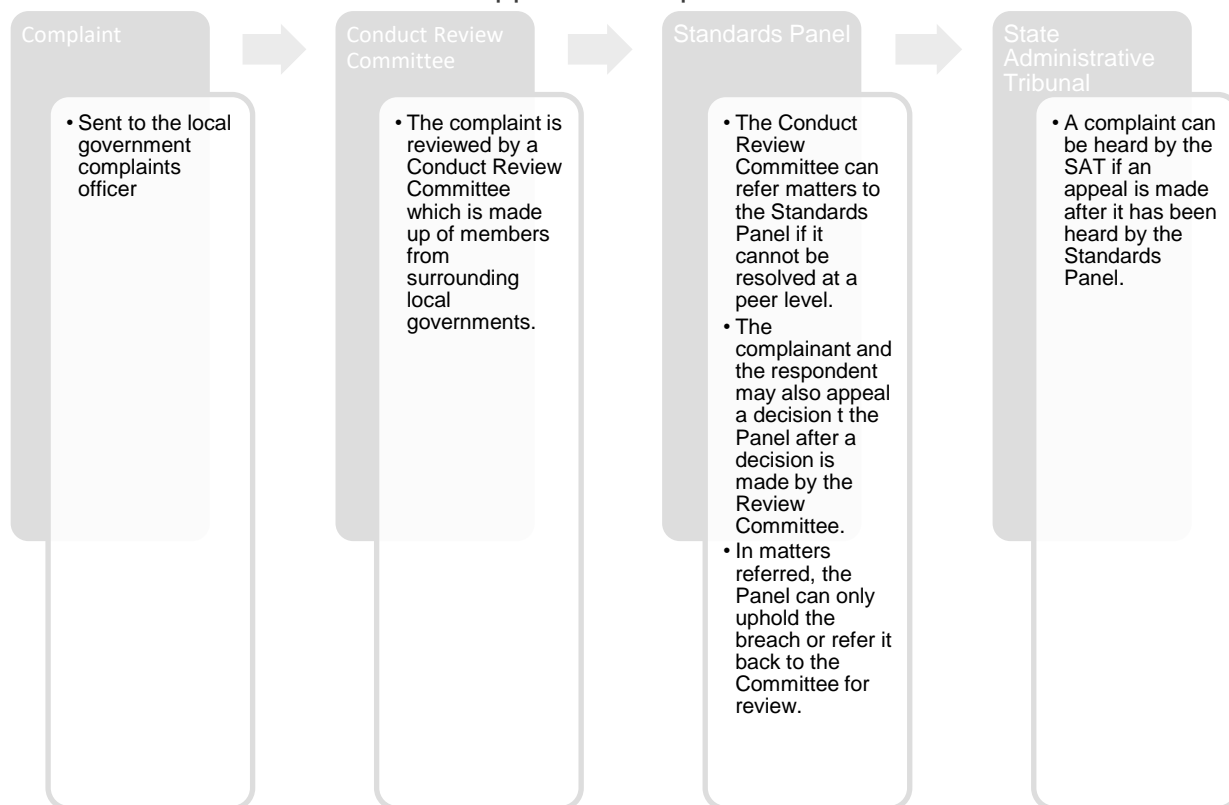 Complaint
• Sent to the local
government
complaints
officer
Conduct Review
Committee
• The complaint is
reviewed by a
Conduct Review
Committee
which is made
up of members
from
surrounding
local
governments.
Standards Panel
• The Conduct
Review
Committee can
refer matters to
the Standards
Panel if it
cannot be
resolved at a
peer level.
• The
complainant and
the respondent
may also appeal
a decision t the
Panel after a
decision is
made by the
Review
Committee.
• In matters
referred, the
Panel can only
uphold the
breach or refer it
back to the
Committee for
review.
State
Administrative
Tribunal
• A complaint can
be heard by the
SAT if an
appeal is made
after it has been
heard by the
Standards
Panel.